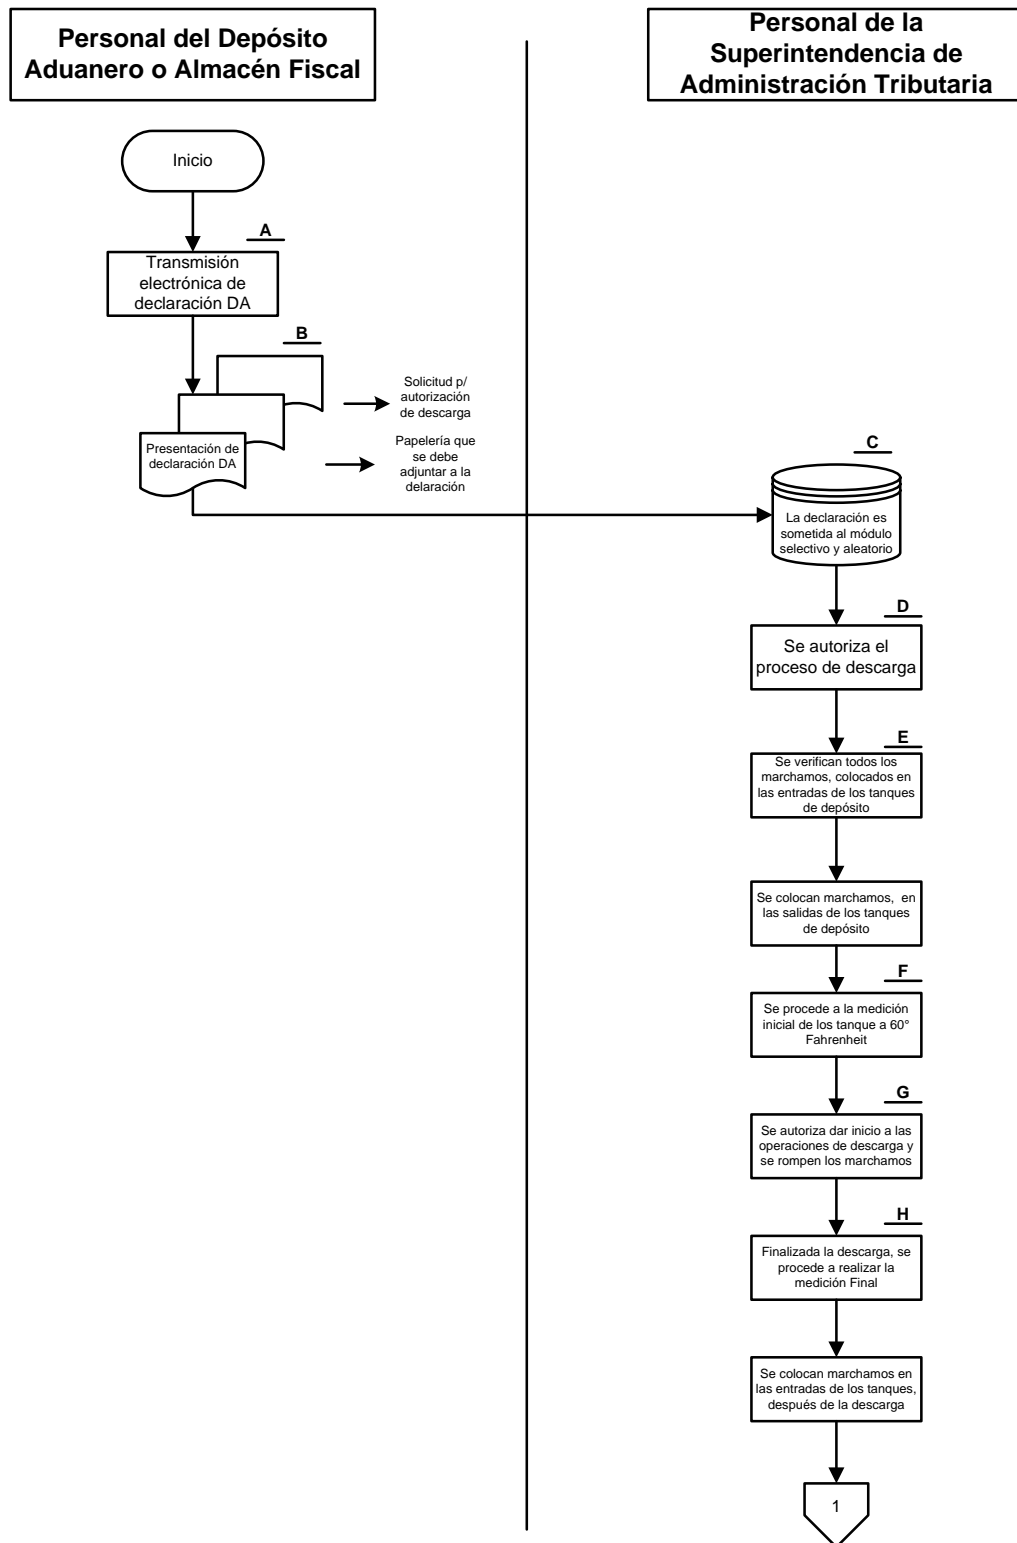 Personal del Depósito
Aduanero o Almacén Fiscal
Personal de la
Superintendencia de
Administración Tributaria
Inicio
A
Transmisión
electrónica de
declaración DA
B
Solicitud p/
autorización
de descarga
Presentación de
declaración DA
Papelería que
se debe
adjuntar a la
delaración
C
La declaración es
sometida al módulo
selectivo y aleatorio
D
Se autoriza el
proceso de descarga
E
Se verifican todos los
marchamos, colocados en
las entradas de los tanques
de depósito
Se colocan marchamos, en
las salidas de los tanques
de depósito
F
Se procede a la medición
inicial de los tanque a 60°
Fahrenheit
G
Se autoriza dar inicio a las
operaciones de descarga y
se rompen los marchamos
H
Finalizada la descarga, se
procede a realizar la
medición Final
Se colocan marchamos en
las entradas de los tanques,
después de la descarga
1